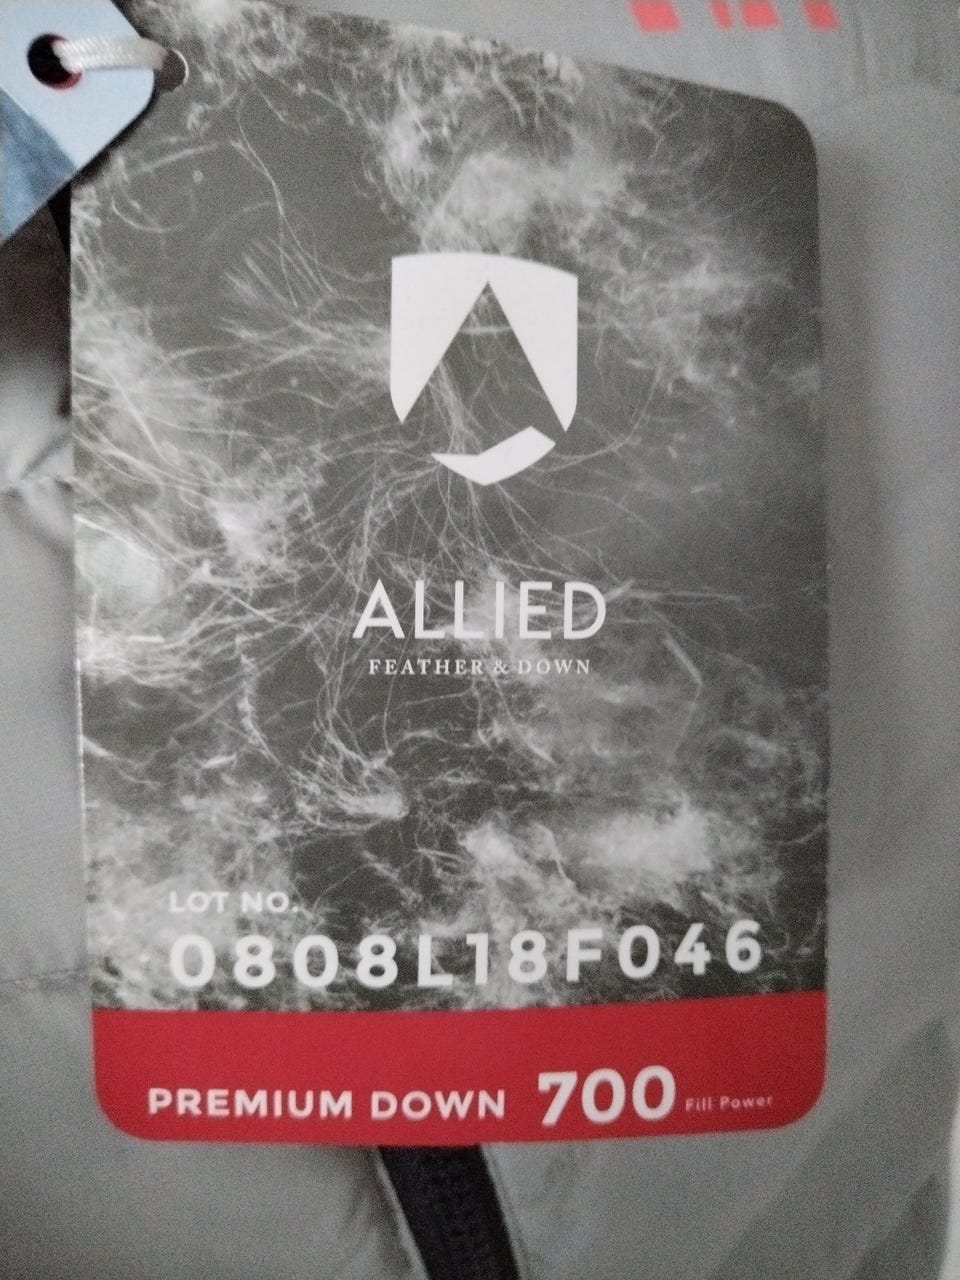 ALLIED
FEATHER & DOWN
LOT NO.
0808L18F046
PREMIUM DOWN 700 Fill Power